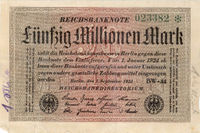 REICHSBANKNOTE
023382 *
Fünfzig Millionen Mark
zahlt die Reichsbankhauptkasse in Berlin gegen diese
Banknote dem Einlieferer. Vom 1. Januar 1924 ab
kann diese Banknote aufgerufen und unter Umtausch
gegen andere gesetzliche Zahlungsmittel eingezogen
werden
Berlin, den 1. September 1923
REICHSBANKDIREKTORIUM